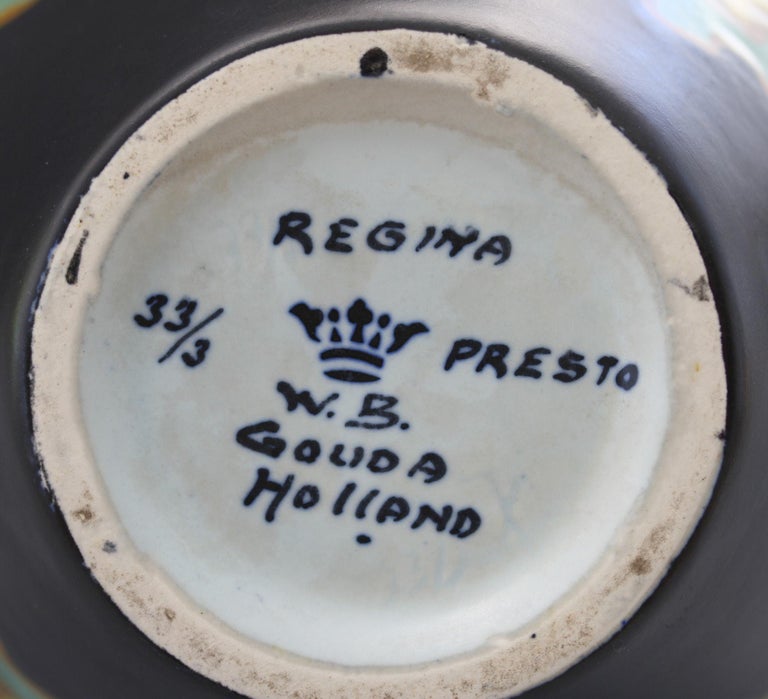 REGINA
33/3
PRESTO
W.B.
GOUDA
HOllAND